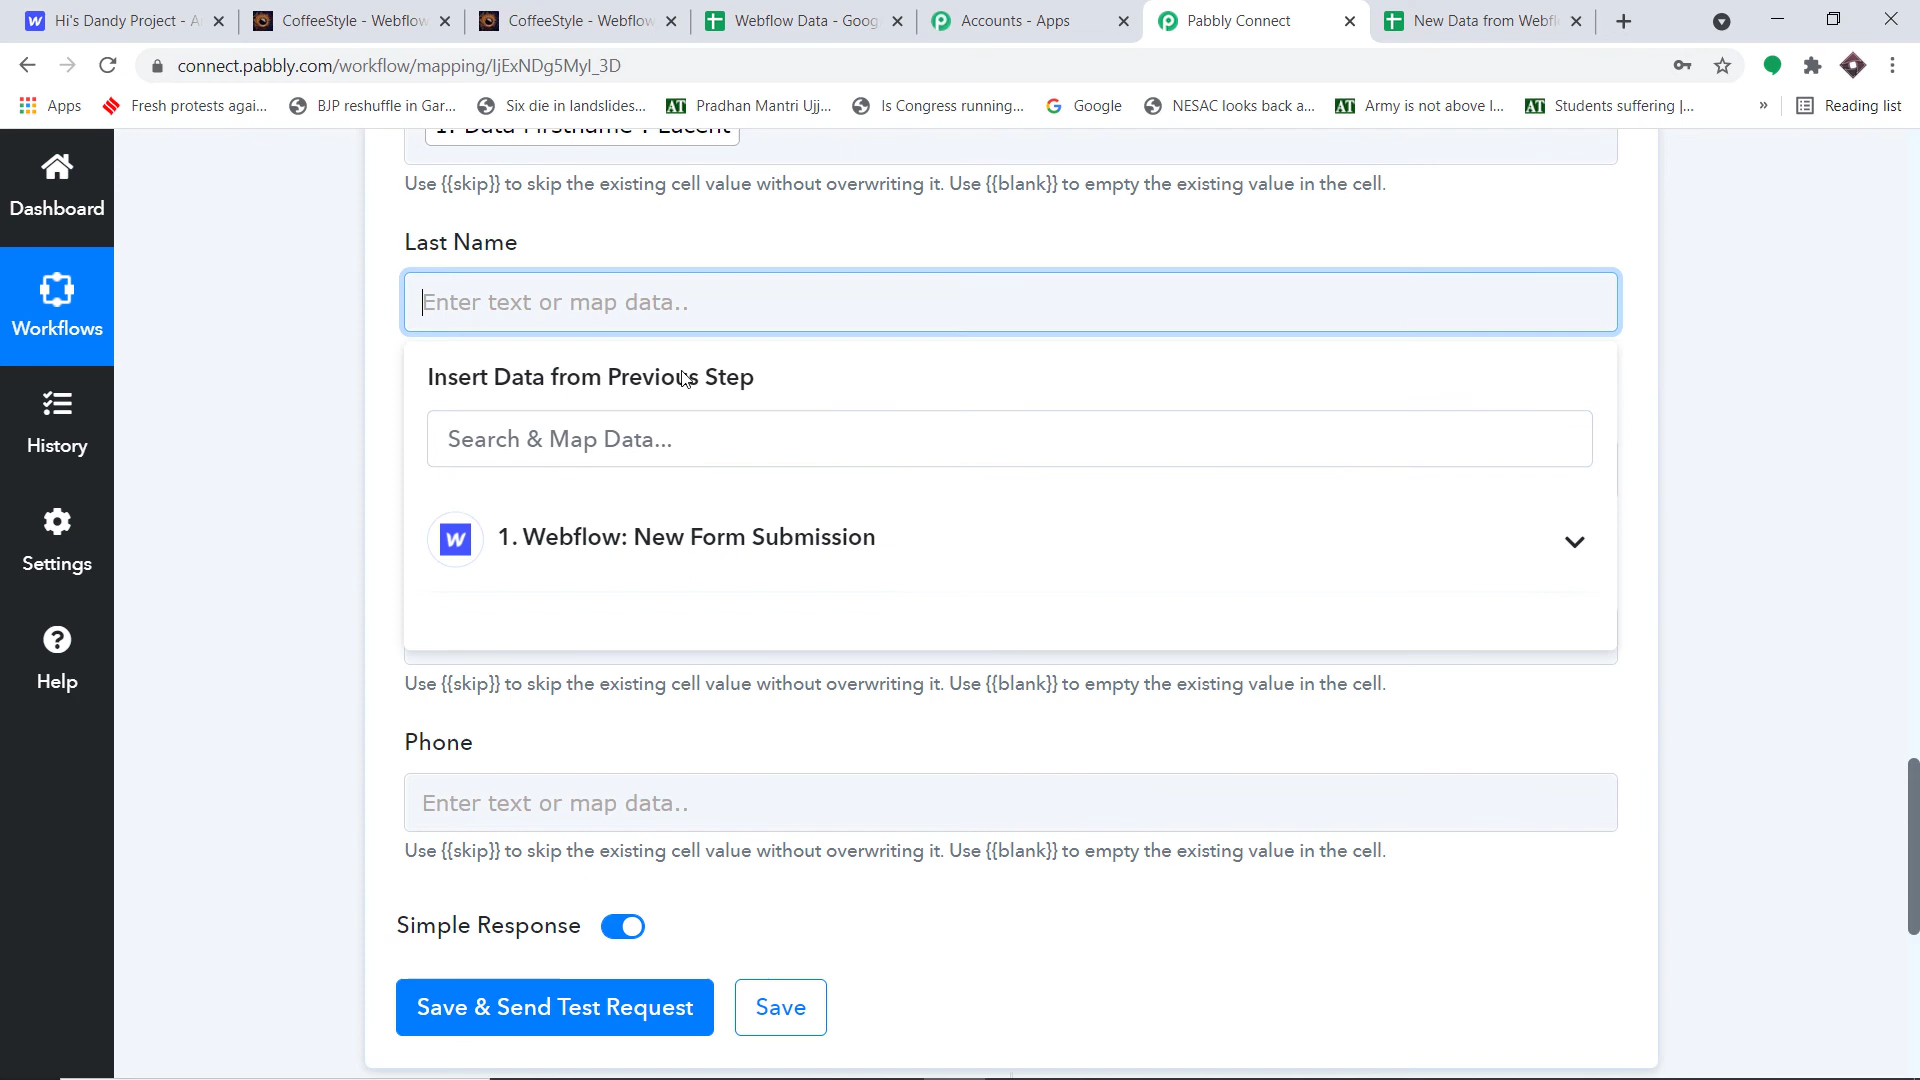 Hi's Dandy Project - A
CoffeeStyle - Webflow
CoffeeStyle - Webflow
Webflow Data - Goog
Accounts - Apps
Pabbly Connect
New Data from Webfl
connect.pabbly.com/workflow/mapping/IjExNDg5MyI_3D
Apps
Fresh protests agai...
BJP reshuffle in Gar...
Six die in landslides...
AT
Pradhan Mantri Ujj...
Is Congress running...
Google
NESAC looks back a...
AT
Army is not above l...
AT
Students suffering |...
»
Reading list
Dashboard
Workflows
History
Settings
Help
1. Data Firstname : Lucent
Use {{skip}} to skip the existing cell value without overwriting it. Use {{blank}} to empty the existing value in the cell.
Last Name
Enter text or map data..
Insert Data from Previous Step
Search & Map Data...
W
1. Webflow: New Form Submission
Use {{skip}} to skip the existing cell value without overwriting it. Use {{blank}} to empty the existing value in the cell.
Phone
Enter text or map data..
Use {{skip}} to skip the existing cell value without overwriting it. Use {{blank}} to empty the existing value in the cell.
Simple Response
Save & Send Test Request
Save